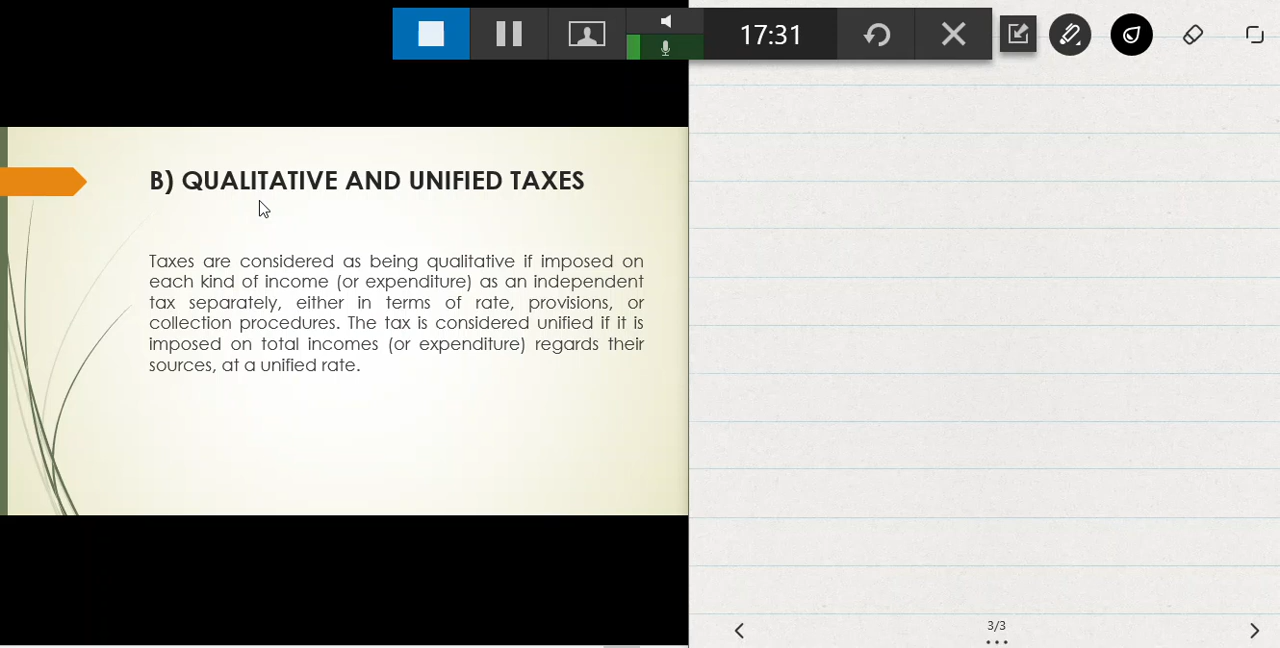 17:31
B) QUALITATIVE AND UNIFIED TAXES
Taxes are considered as being qualitative if imposed on
each kind of income (or expenditure) as an independent
tax separately, either in terms of rate, provisions, or
collection procedures. The tax is considered unified if it is
imposed on total incomes (or expenditure) regards their
sources, at a unified rate.
3/3